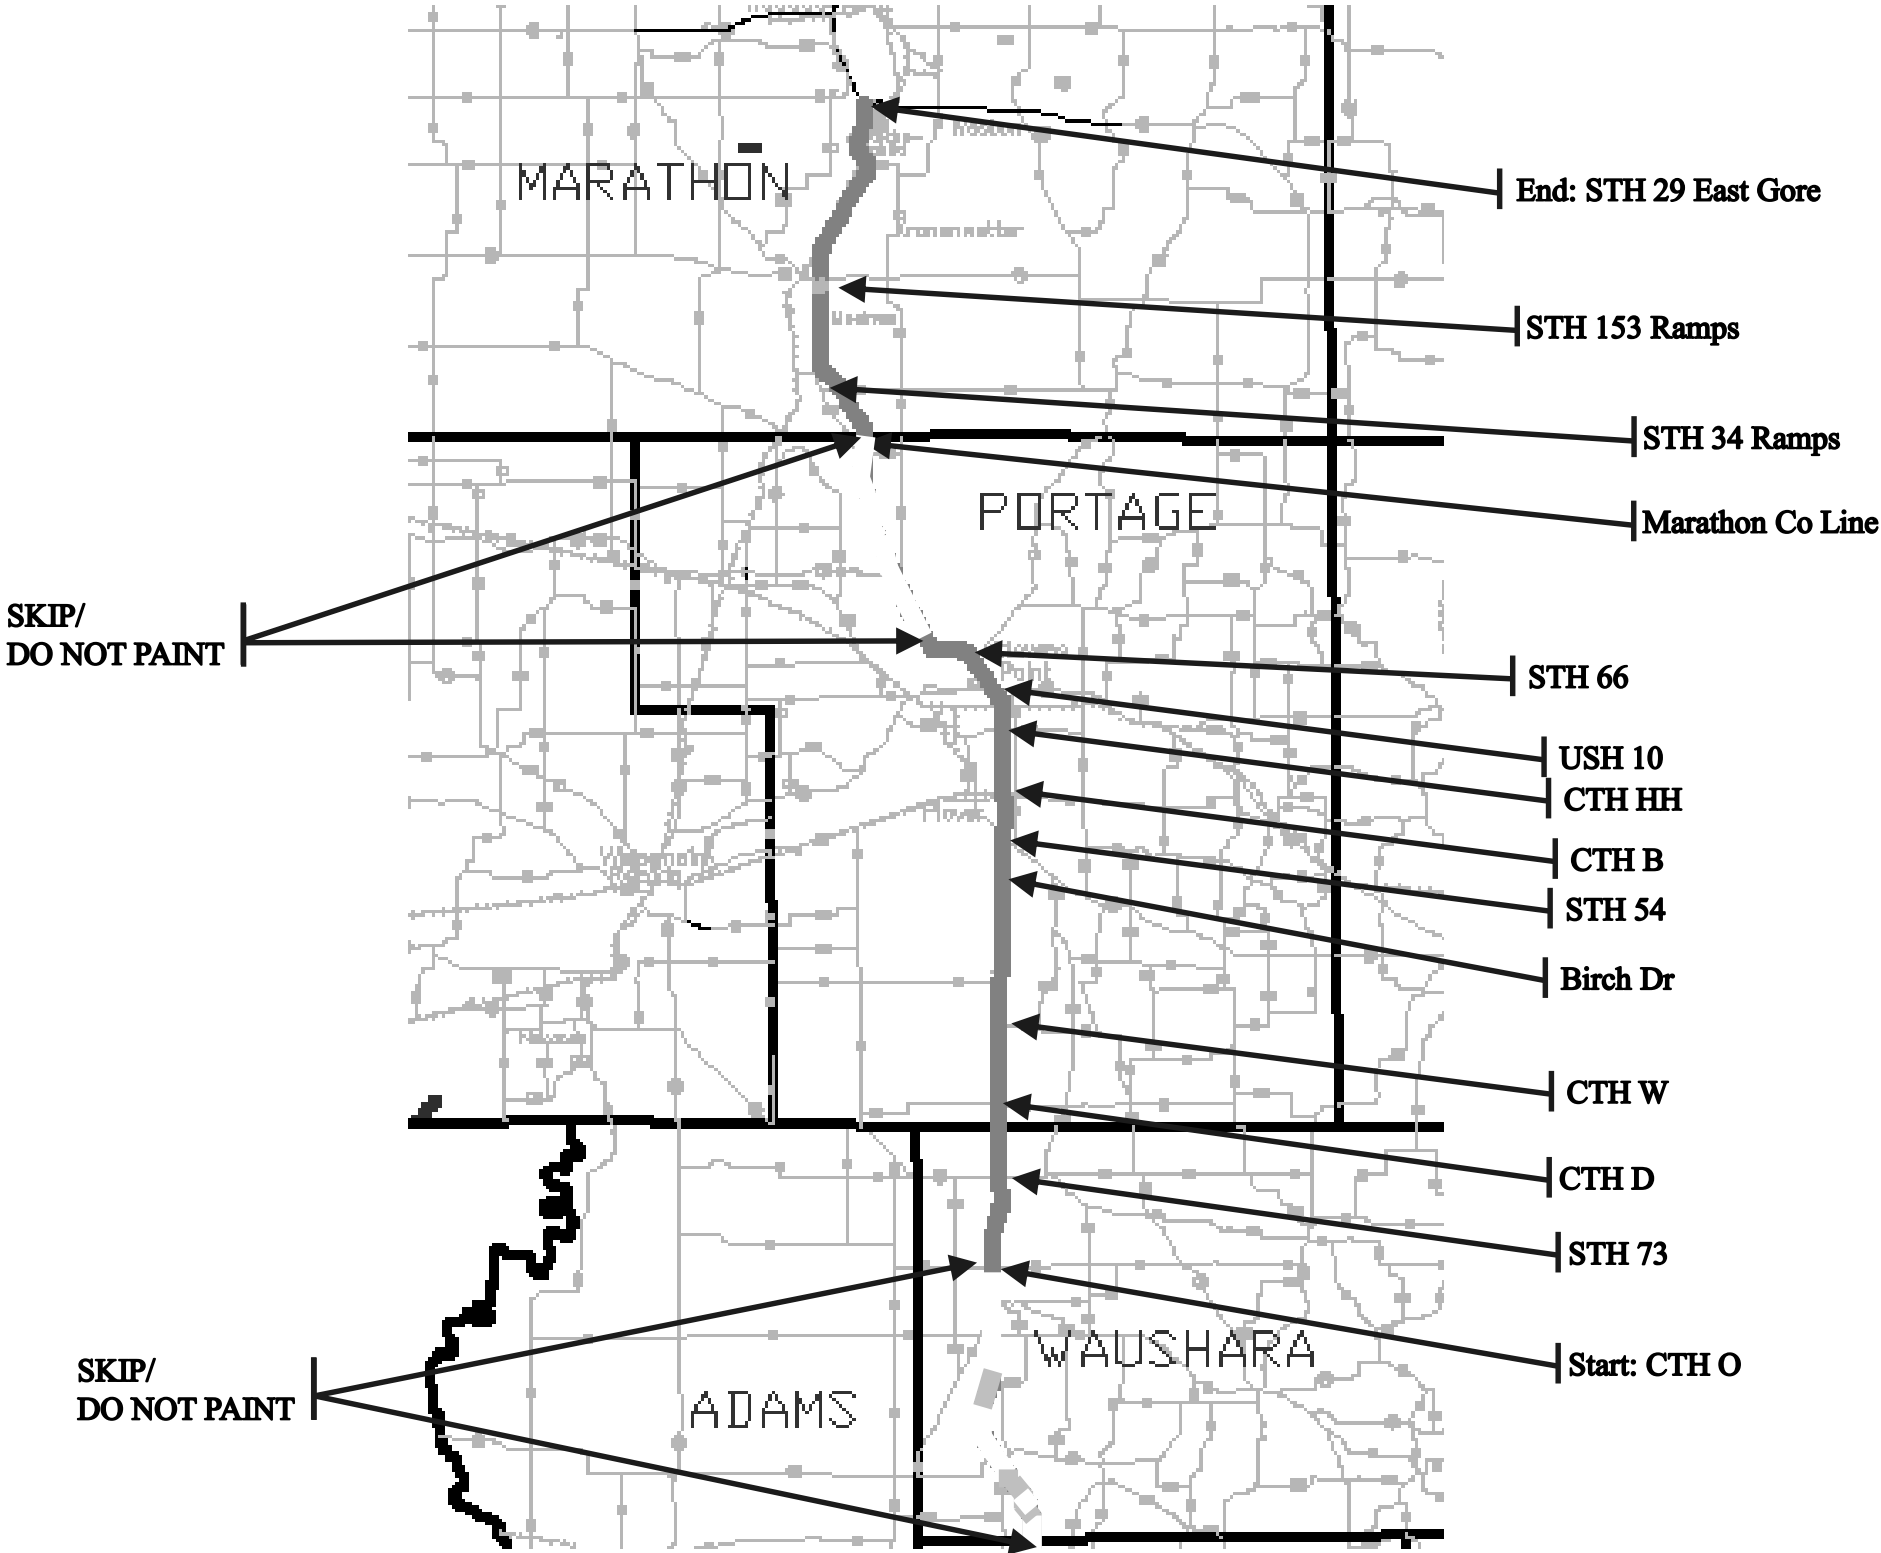 MARATHON
End: STH 29 East Gore
STH 153 Ramps
STH 34 Ramps
PORTAGE
Marathon Co Line
SKIP/
DO NOT PAINT
STH 66
USH 10
CTH HH
CTH B
STH 54
Birch Dr
CTH W
CTH D
STH 73
WAUSHARA
Start: CTH O
SKIP/
DO NOT PAINT
ADAMS